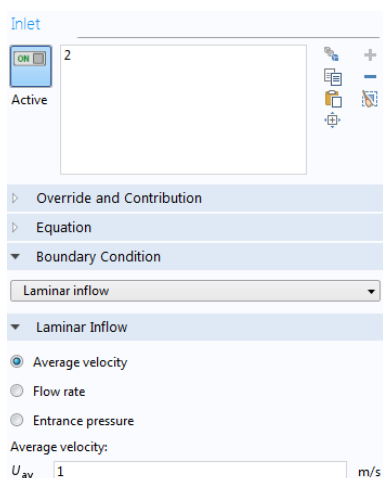 Inlet
ON
2
Active
Override and Contribution
Equation
Boundary Condition
Laminar inflow
Laminar Inflow
Average velocity
Flow rate
Entrance pressure
Average velocity:
Uav 1 m/s